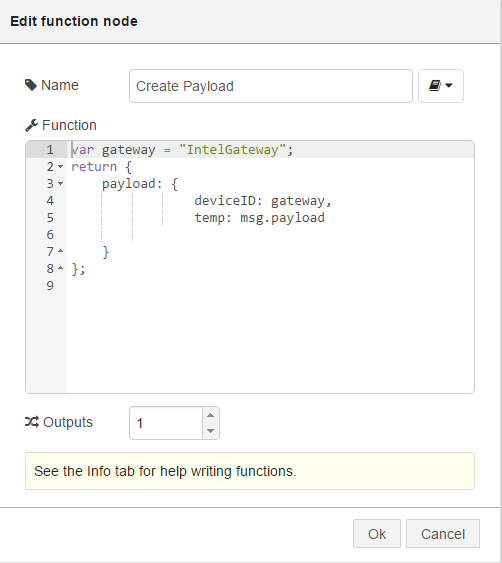 Edit function node
Name
Create Payload
Function
1 var gateway = "IntelGateway";
2 return {
3     payload: {
4                 deviceID: gateway,
5                 temp: msg.payload
6
7     }
8 };
9
Outputs
1
See the Info tab for help writing functions.
Ok Cancel